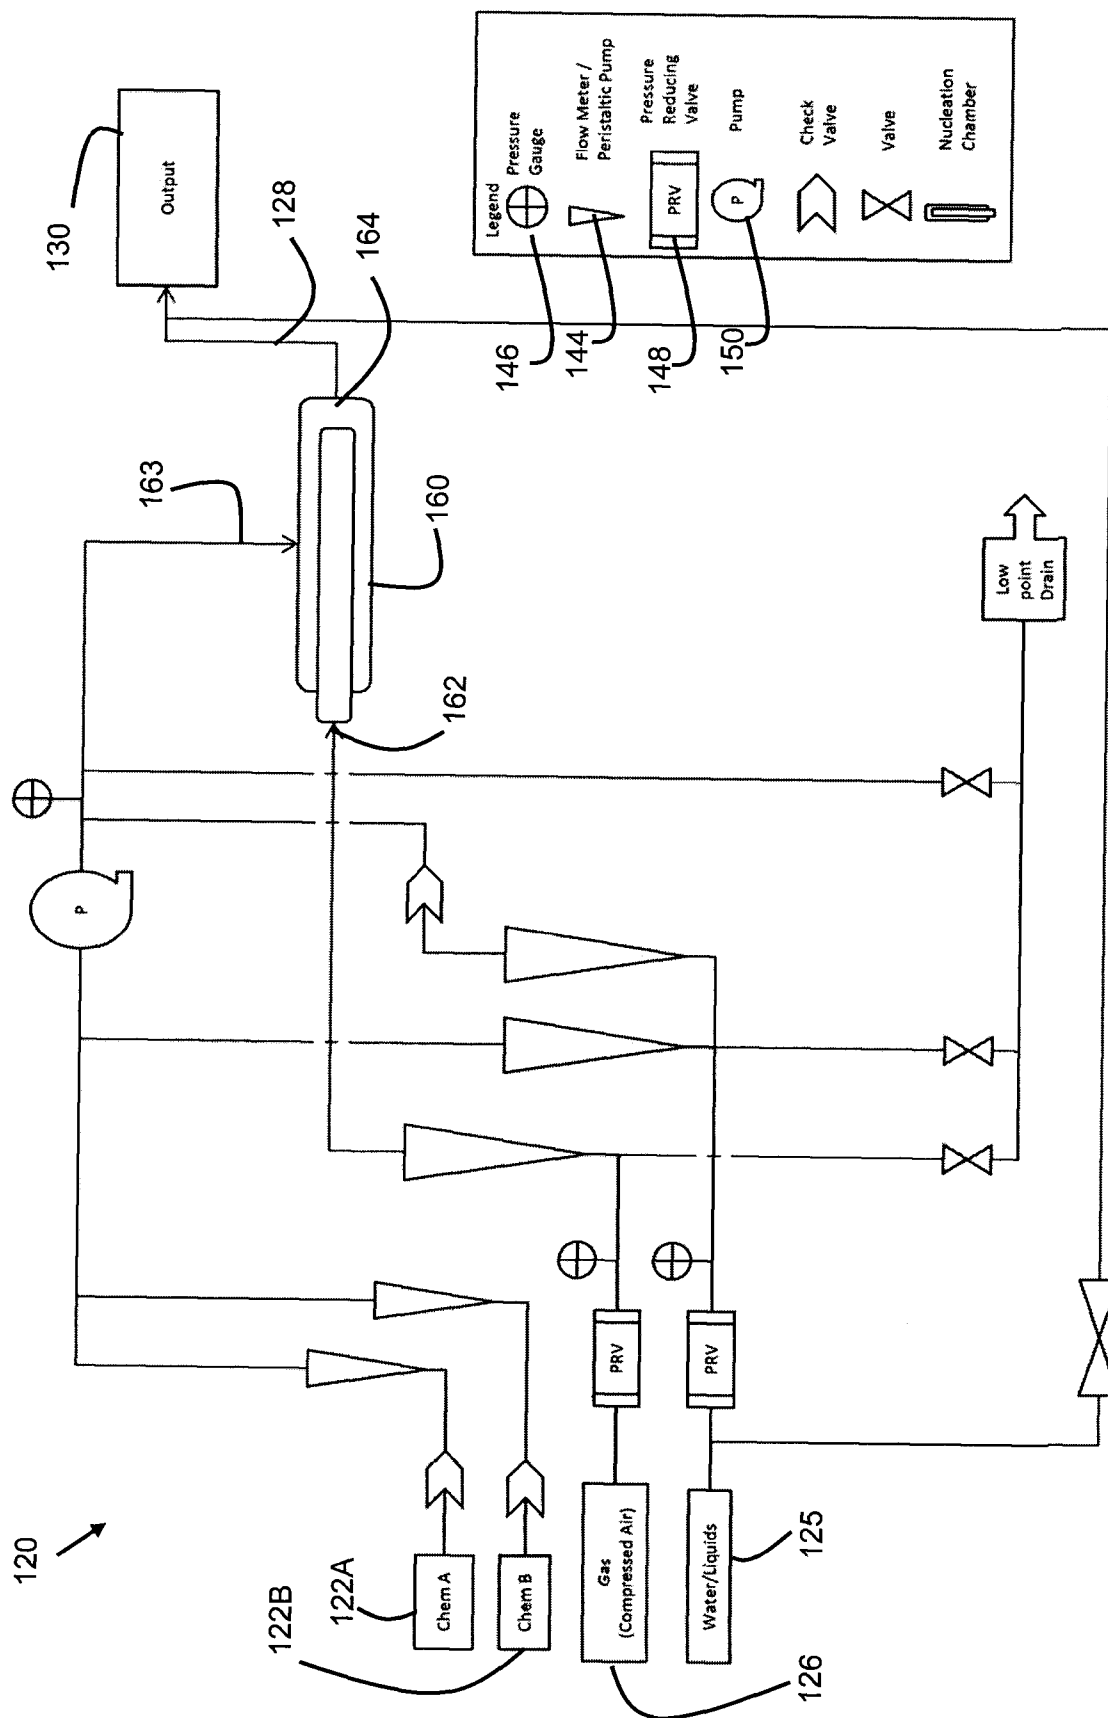 120
Chem A
122A
Chem B
122B
Gas
(Compressed Air)
126
Water/Liquids
125
PRV
PRV
P
162
163
160
164
128
Output
130
Low
point
Drain
Legend
Pressure
Gauge
146
Flow Meter /
Peristaltic Pump
144
Pressure
Reducing
Valve
PRV
148
Pump
P
150
Check
Valve
Valve
Nucleation
Chamber